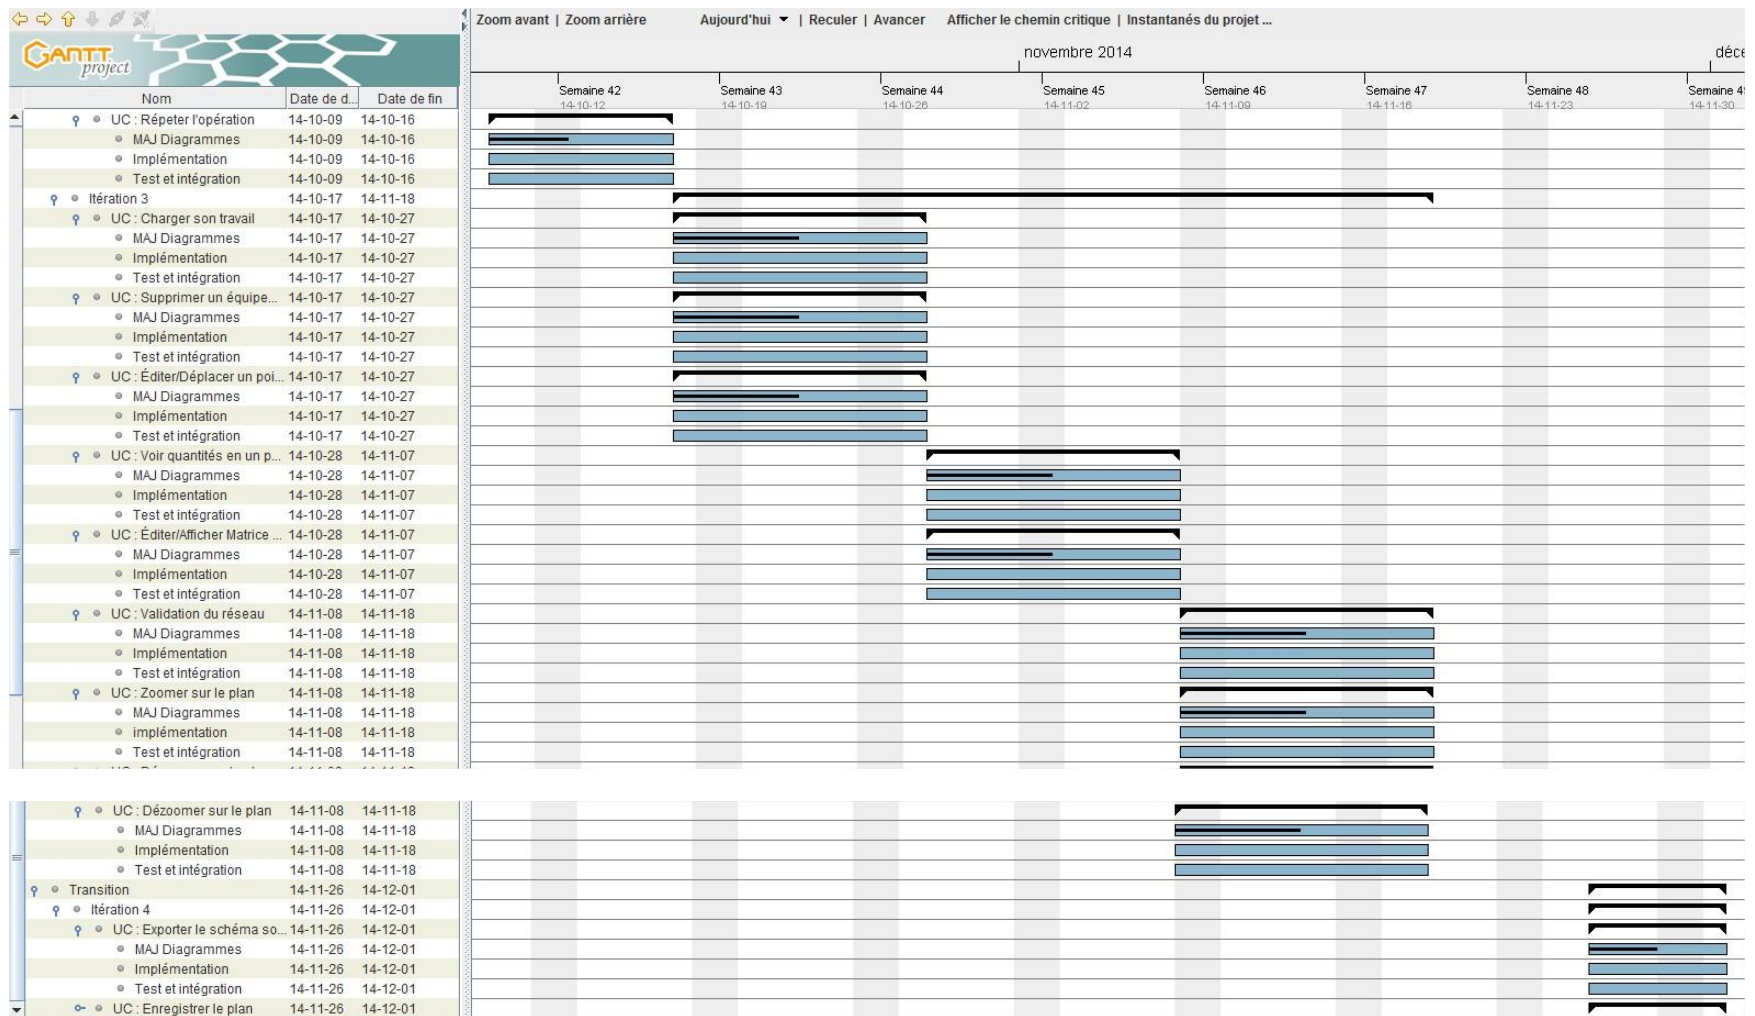 Zoom avant | Zoom arrière Aujourd'hui | Reculer | Avancer Afficher le chemin critique | Instantanés du projet ...
GANTT project
novembre 2014 déce
Semaine 42 Semaine 43 Semaine 44 Semaine 45 Semaine 46 Semaine 47 Semaine 48 Semaine 49
14-10-12 14-10-19 14-10-26 14-11-02 14-11-09 14-11-16 14-11-23 14-11-30
Nom Date de d... Date de fin
UC : Répeter l'opération 14-10-09 14-10-16
MAJ Diagrammes 14-10-09 14-10-16
Implémentation 14-10-09 14-10-16
Test et intégration 14-10-09 14-10-16
Itération 3 14-10-17 14-11-18
UC : Charger son travail 14-10-17 14-10-27
MAJ Diagrammes 14-10-17 14-10-27
Implémentation 14-10-17 14-10-27
Test et intégration 14-10-17 14-10-27
UC : Supprimer un équipe... 14-10-17 14-10-27
MAJ Diagrammes 14-10-17 14-10-27
Implémentation 14-10-17 14-10-27
Test et intégration 14-10-17 14-10-27
UC : Éditer/Déplacer un poi... 14-10-17 14-10-27
MAJ Diagrammes 14-10-17 14-10-27
Implémentation 14-10-17 14-10-27
Test et intégration 14-10-17 14-10-27
UC : Voir quantités en un p... 14-10-28 14-11-07
MAJ Diagrammes 14-10-28 14-11-07
Implémentation 14-10-28 14-11-07
Test et intégration 14-10-28 14-11-07
UC : Éditer/Afficher Matrice ... 14-10-28 14-11-07
MAJ Diagrammes 14-10-28 14-11-07
Implémentation 14-10-28 14-11-07
Test et intégration 14-10-28 14-11-07
UC : Validation du réseau 14-11-08 14-11-18
MAJ Diagrammes 14-11-08 14-11-18
Implémentation 14-11-08 14-11-18
Test et intégration 14-11-08 14-11-18
UC : Zoomer sur le plan 14-11-08 14-11-18
MAJ Diagrammes 14-11-08 14-11-18
implémentation 14-11-08 14-11-18
Test et intégration 14-11-08 14-11-18
UC : Dézoomer sur le plan 14-11-08 14-11-18
MAJ Diagrammes 14-11-08 14-11-18
Implémentation 14-11-08 14-11-18
Test et intégration 14-11-08 14-11-18
Transition 14-11-26 14-12-01
Itération 4 14-11-26 14-12-01
UC : Exporter le schéma so... 14-11-26 14-12-01
MAJ Diagrammes 14-11-26 14-12-01
Implémentation 14-11-26 14-12-01
Test et intégration 14-11-26 14-12-01
UC : Enregistrer le plan 14-11-26 14-12-01